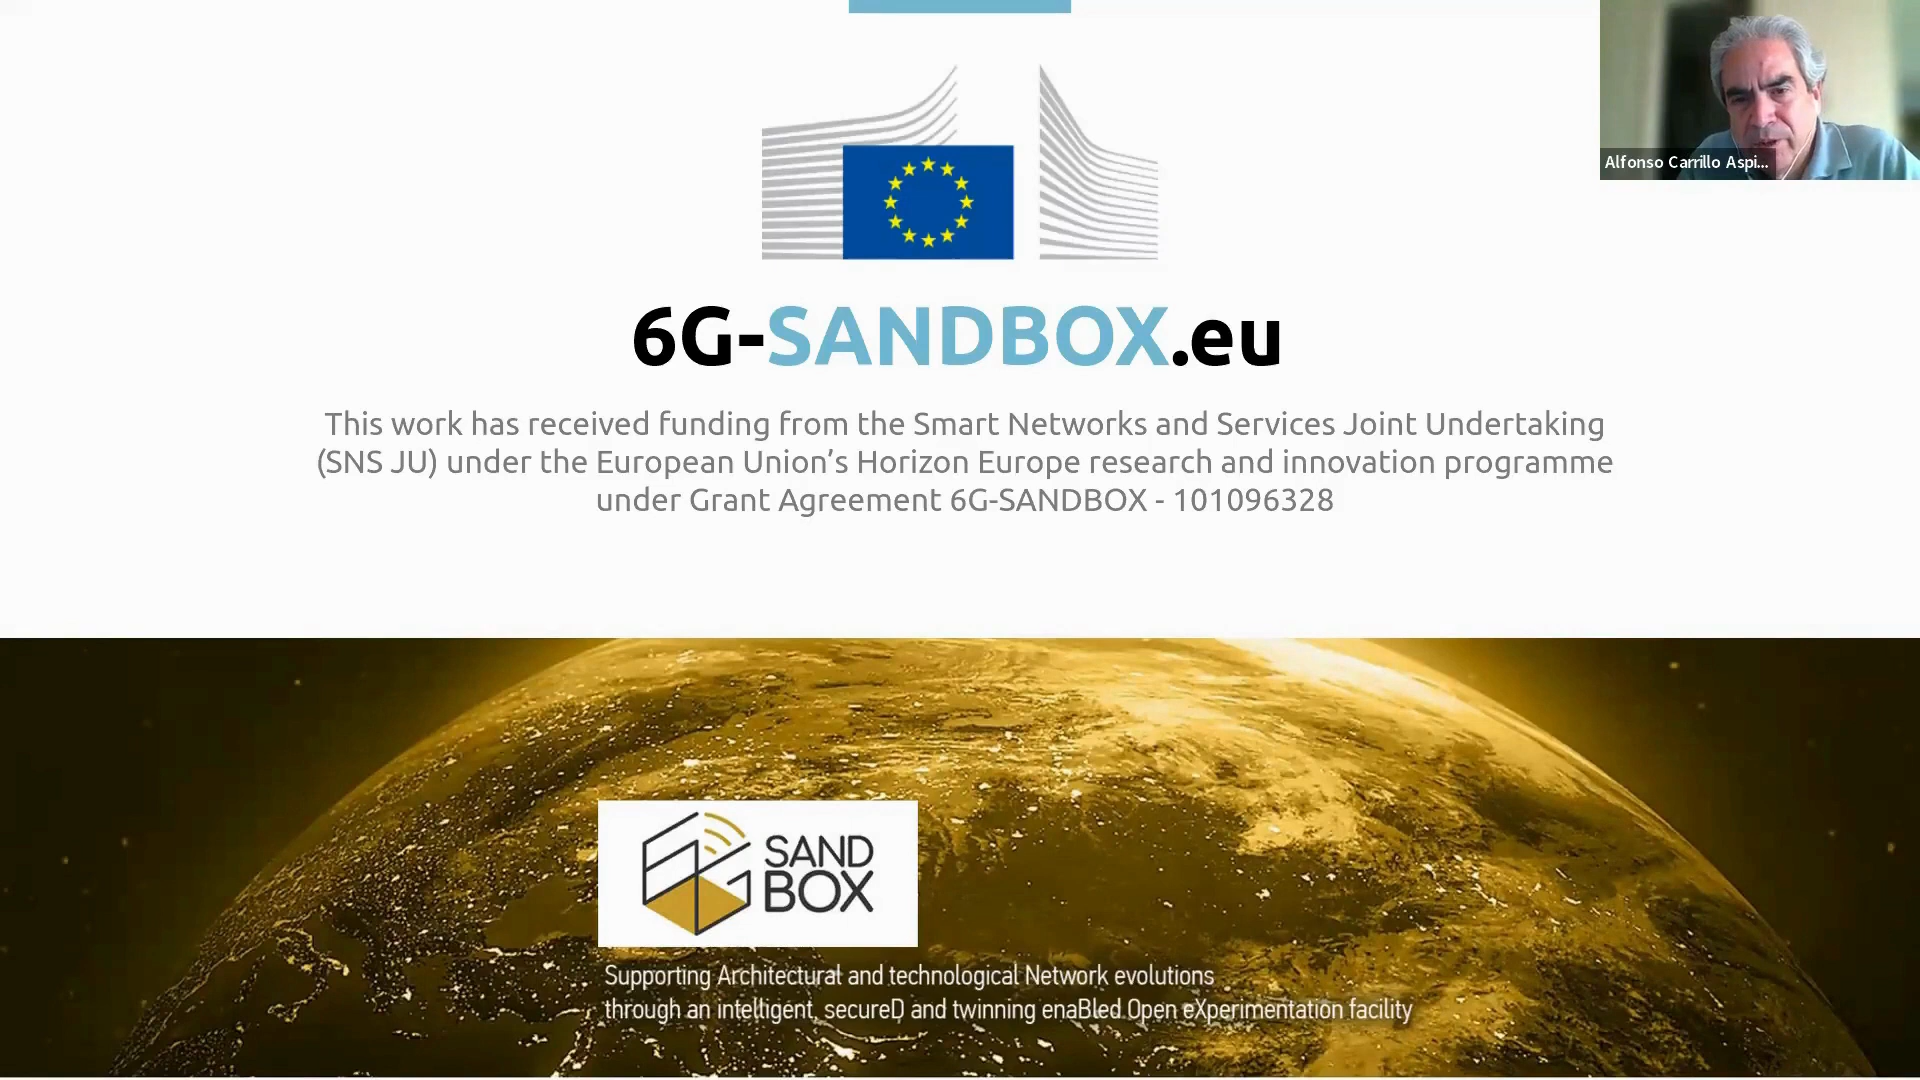 Alfonso Carrillo Aspi...
6G-SANDBOX.eu
This work has received funding from the Smart Networks and Services Joint Undertaking
(SNS JU) under the European Union’s Horizon Europe research and innovation programme
under Grant Agreement 6G-SANDBOX - 101096328
6G
SAND
BOX
Supporting Architectural and technological Network evolutions
through an intelligent, secureD and twinning enaBled Open eXperimentation facility